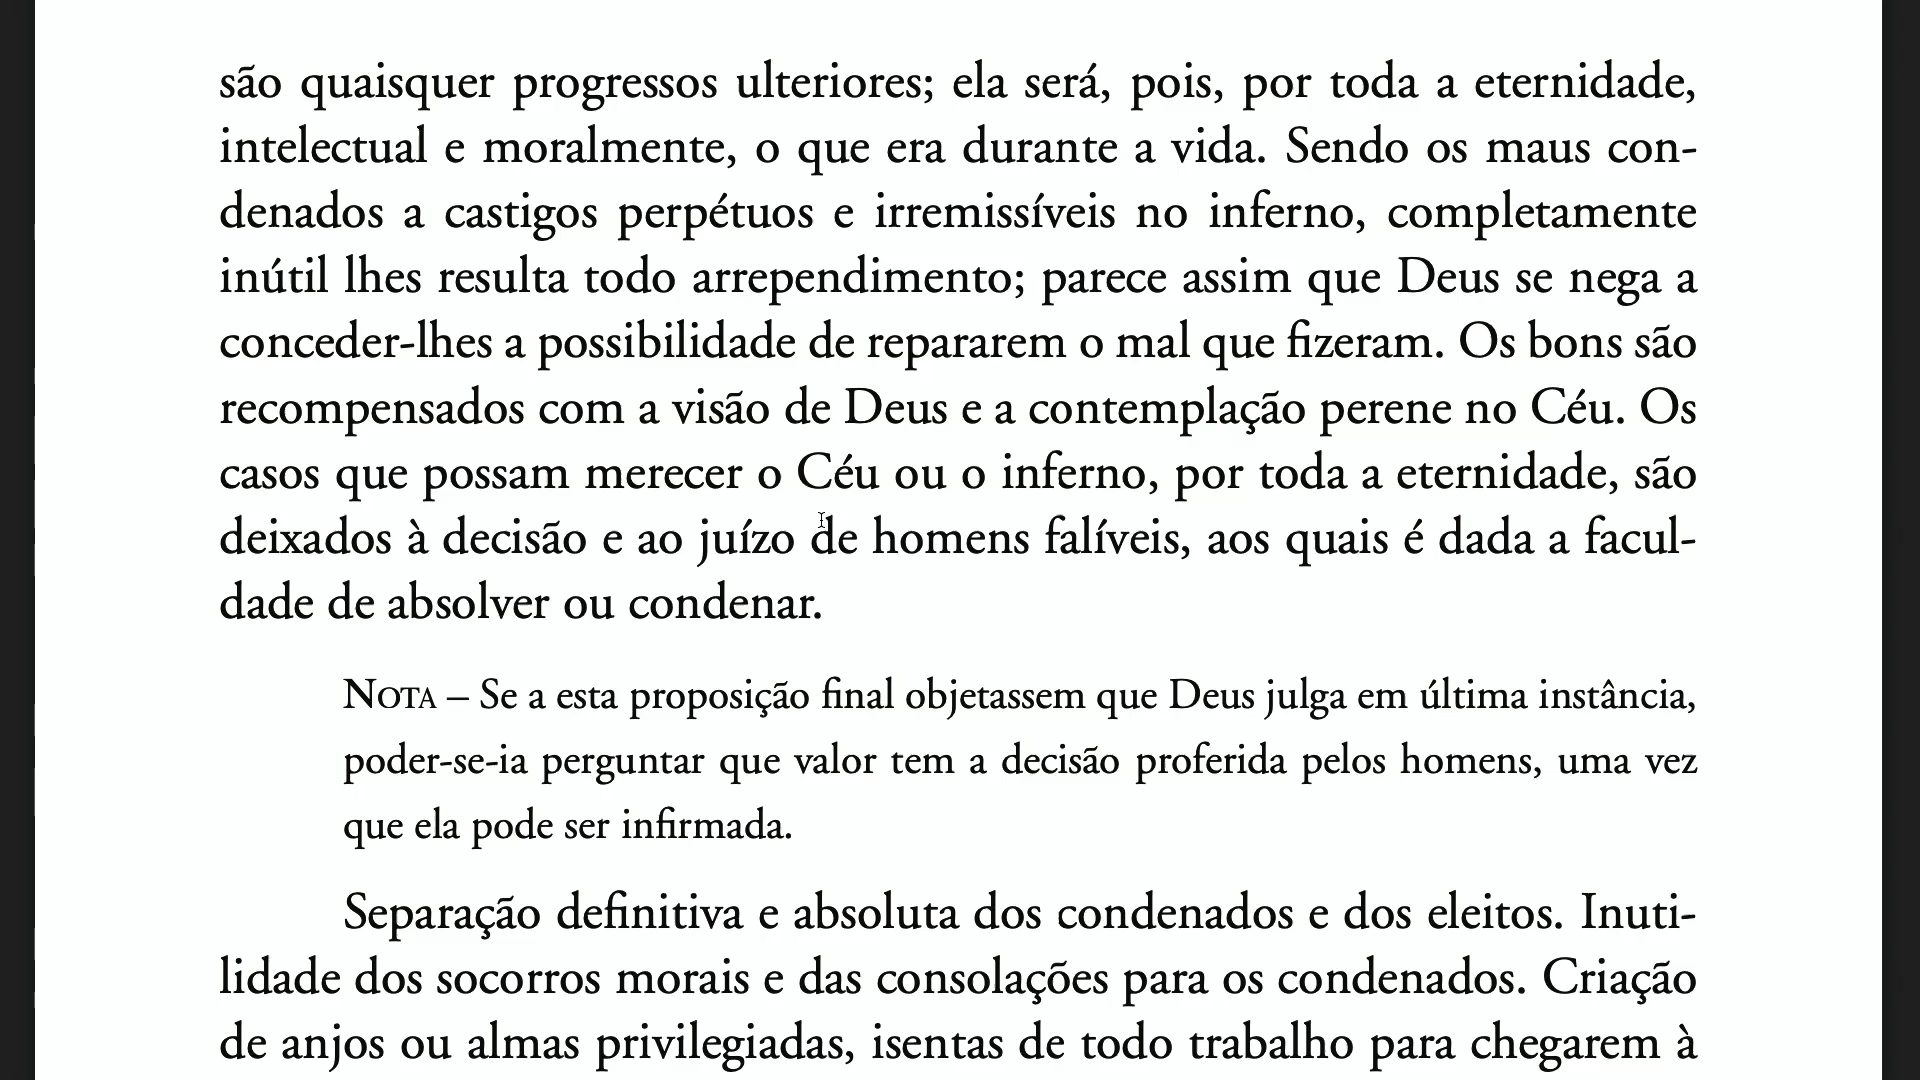 são quaisquer progressos ulteriores; ela será, pois, por toda a eternidade,
intelectual e moralmente, o que era durante a vida. Sendo os maus con-
denados a castigos perpétuos e irremissíveis no inferno, completamente
inútil lhes resulta todo arrependimento; parece assim que Deus se nega a
conceder-lhes a possibilidade de repararem o mal que fizeram. Os bons são
recompensados com a visão de Deus e a contemplação perene no Céu. Os
casos que possam merecer o Céu ou o inferno, por toda a eternidade, são
deixados à decisão e ao juízo de homens falíveis, aos quais é dada a facul-
dade de absolver ou condenar.
NOTA – Se a esta proposição final objetassem que Deus julga em última instância,
poder-se-ia perguntar que valor tem a decisão proferida pelos homens, uma vez
que ela pode ser infirmada.
Separação definitiva e absoluta dos condenados e dos eleitos. Inuti-
lidade dos socorros morais e das consolações para os condenados. Criação
de anjos ou almas privilegiadas, isentas de todo trabalho para chegarem à